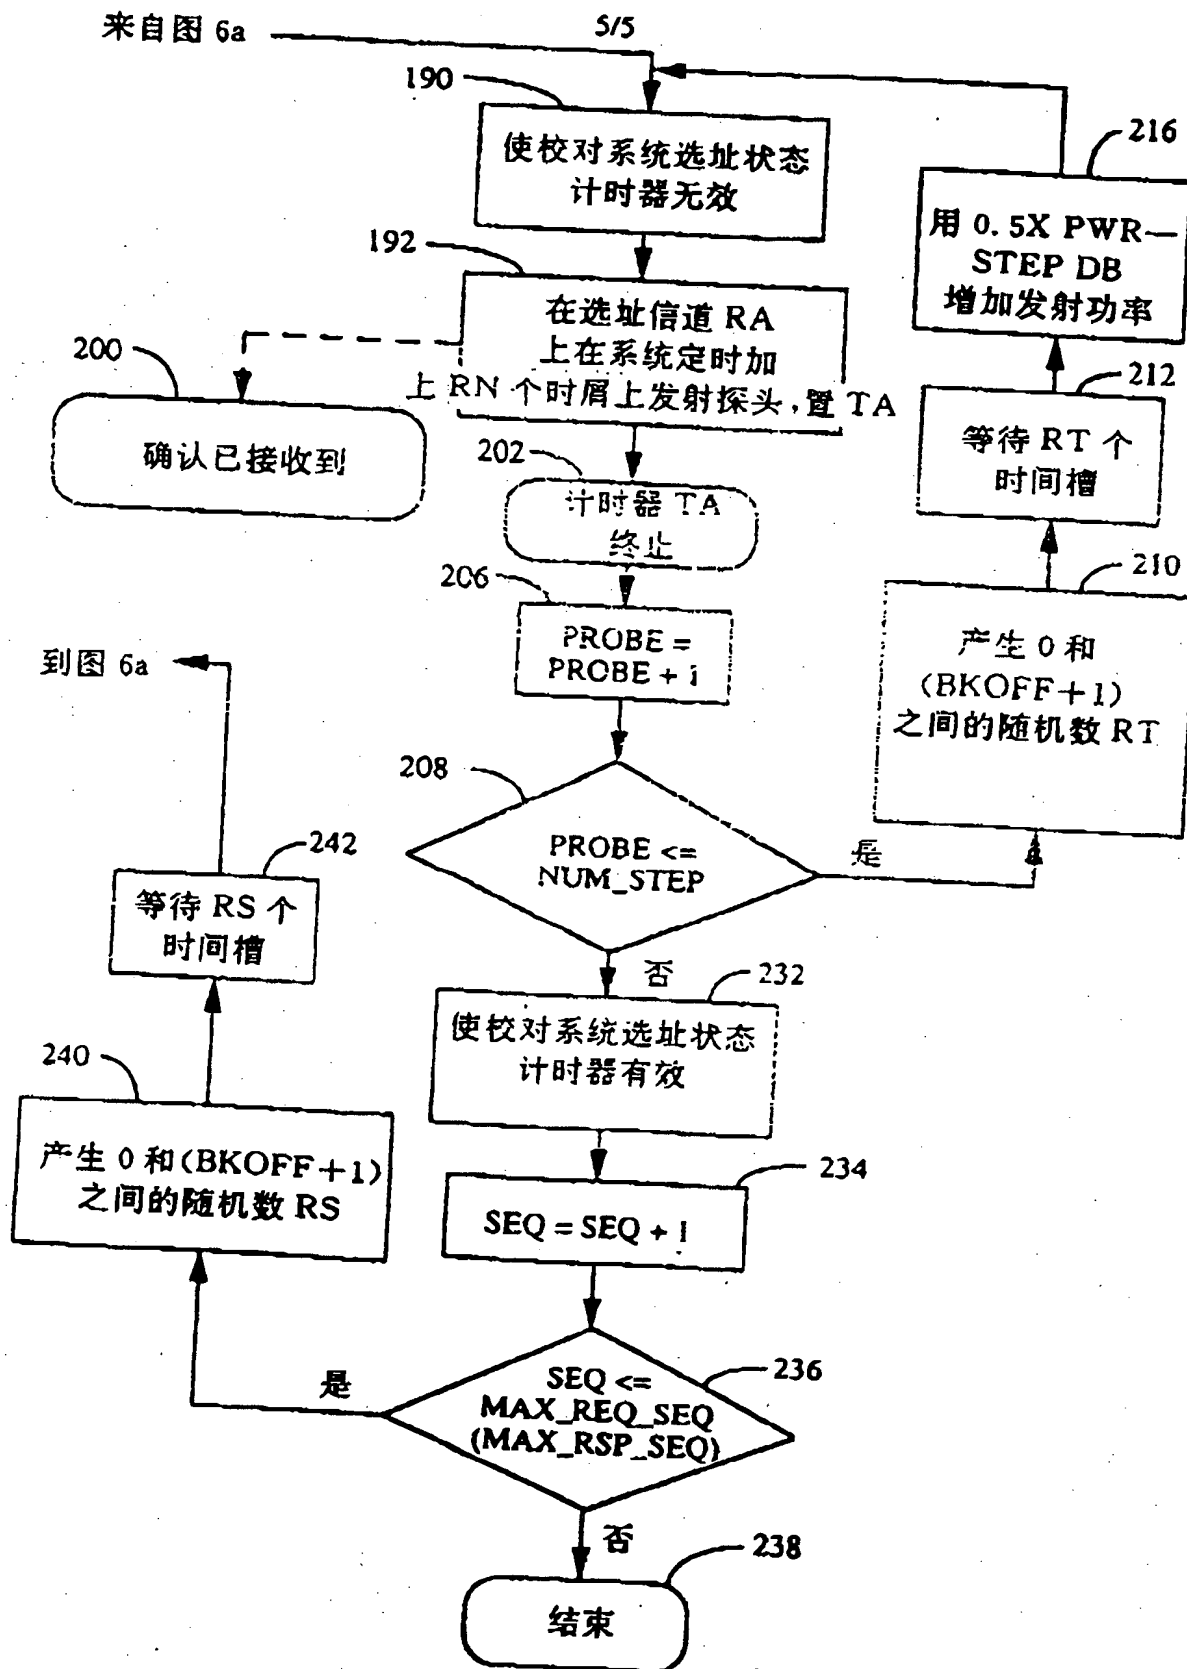 来自图 6a
S/5
190
使校对系统选址状态
计时器无效
216
用 0.5X PWR—
STEP DB
增加发射功率
192
在选址信道 RA
上在系统定时加
上 RN 个时屑上发射探头,置 TA
200
确认已接收到
212
等待 RT 个
时间槽
202
计时器 TA
终止
206
PROBE =
PROBE + 1
210
产生 0 和
(BKOFF+1)
之间的随机数 RT
到图 6a
208
PROBE <=
NUM_STEP
是
否
242
等待 RS 个
时间槽
232
使校对系统选址状态
计时器有效
240
产生 0 和(BKOFF+1)
之间的随机数 RS
234
SEQ = SEQ + 1
236
SEQ <=
MAX_REQ_SEQ
(MAX_RSP_SEQ)
是
否
238
结束